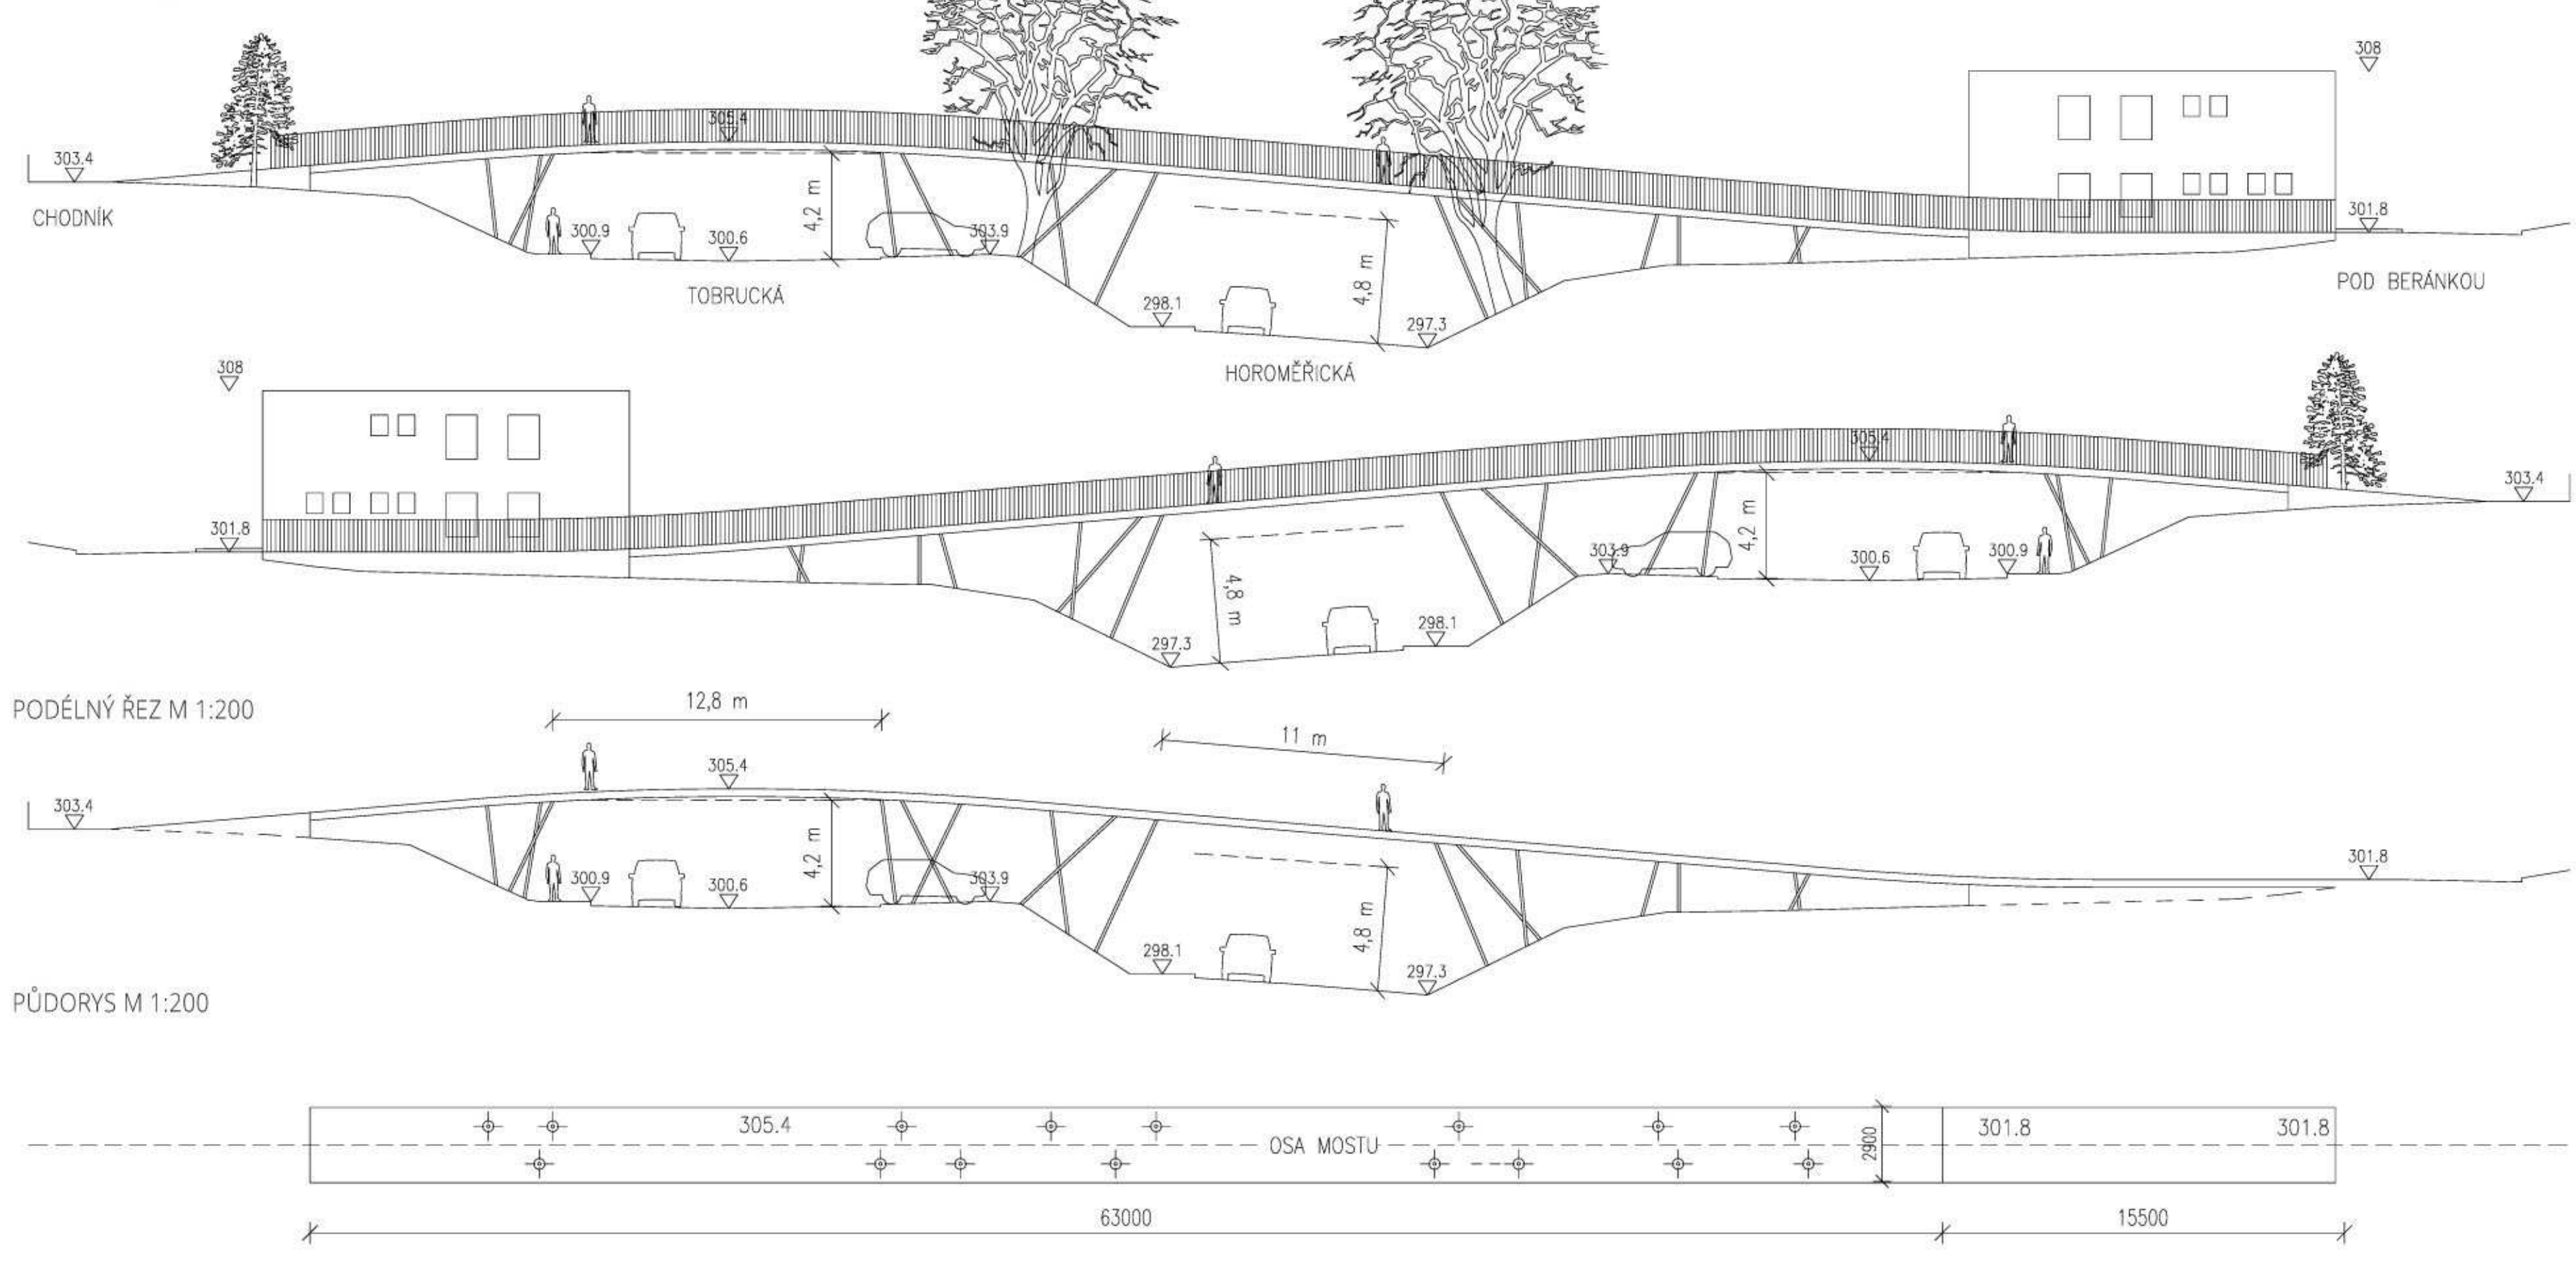 308
305.4
303.4
4,2 m
301.8
CHODNÍK
300.9
300.6
303.9
4,8 m
POD BERÁNKOU
TOBRUCKÁ
298.1
297.3
HOROMĚŘICKÁ
308
305.4
303.4
301.8
4,2 m
303.9
300.6
300.9
4,8 m
298.1
297.3
PODÉLNÝ ŘEZ M 1:200
12,8 m
11 m
305.4
303.4
4,2 m
301.8
300.9
300.6
303.9
4,8 m
298.1
297.3
PŮDORYS M 1:200
305.4
OSA MOSTU
2900
301.8
301.8
63000
15500